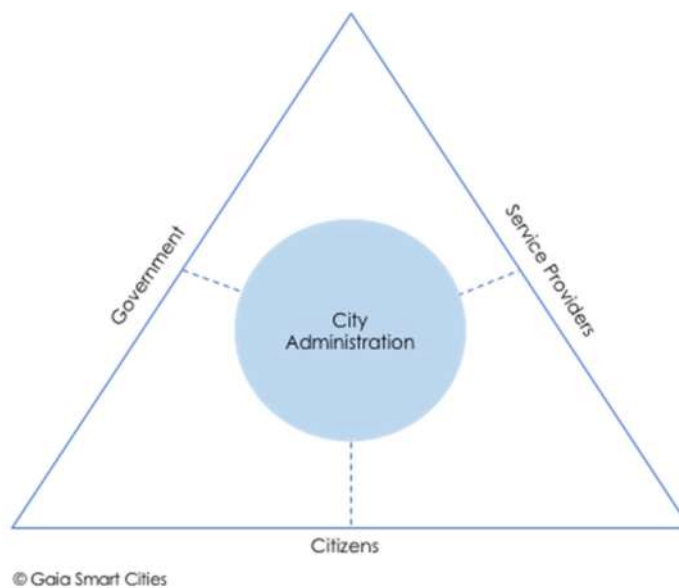 Government
Service Providers
City
Administration
Citizens
© Gaia Smart Cities